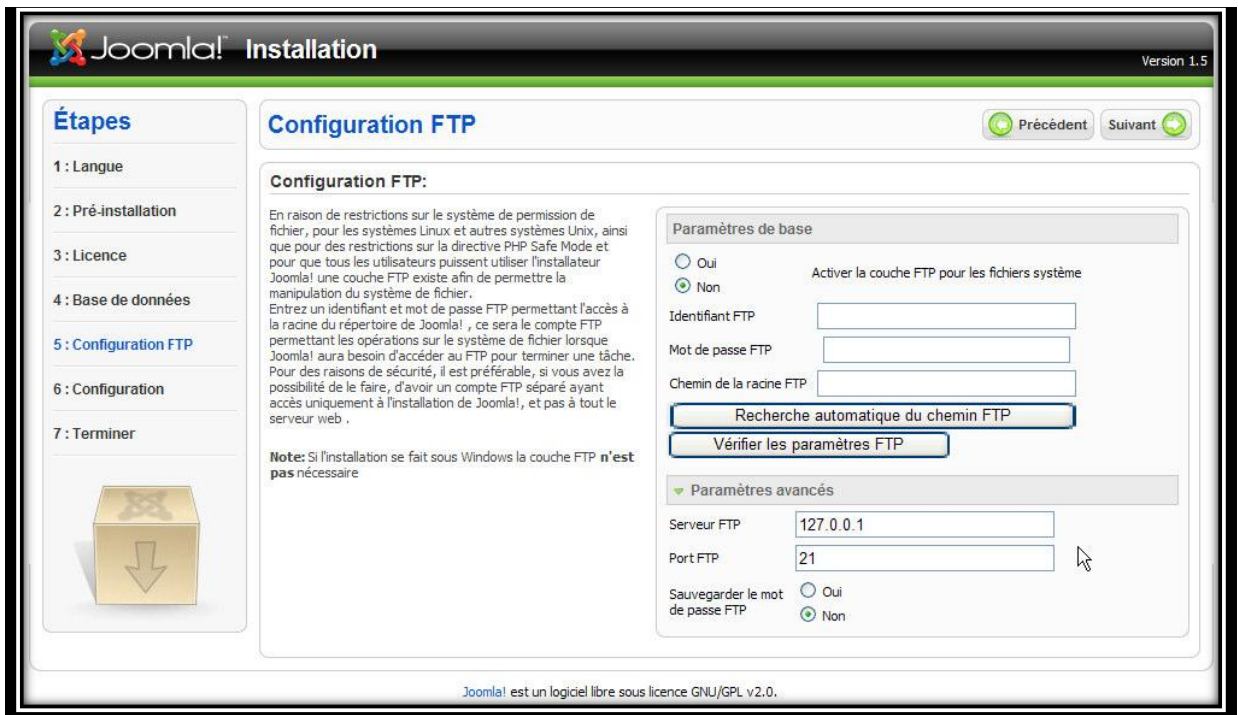 Joomla! Installation
Version 1.5
Étapes
1 : Langue
2 : Pré-installation
3 : Licence
4 : Base de données
5 : Configuration FTP
6 : Configuration
7 : Terminer
Configuration FTP
Précédent
Suivant
Configuration FTP:
En raison de restrictions sur le système de permission de
fichier, pour les systèmes Linux et autres systèmes Unix, ainsi
que pour des restrictions sur la directive PHP Safe Mode et
pour que tous les utilisateurs puissent utiliser l'installateur
Joomla! une couche FTP existe afin de permettre la
manipulation du système de fichier.
Entrez un identifiant et mot de passe FTP permettant l'accès à
la racine du répertoire de Joomla! , ce sera le compte FTP
permettant les opérations sur le système de fichier lorsque
Joomla! aura besoin d'accéder au FTP pour terminer une tâche.
Pour des raisons de sécurité, il est préférable, si vous avez la
possibilité de le faire, d'avoir un compte FTP séparé ayant
accès uniquement à l'installation de Joomla!, et pas à tout le
serveur web .
Note: Si l'installation se fait sous Windows la couche FTP n'est
pas nécessaire
Paramètres de base
Oui
Non
Activer la couche FTP pour les fichiers système
Identifiant FTP
Mot de passe FTP
Chemin de la racine FTP
Recherche automatique du chemin FTP
Vérifier les paramètres FTP
Paramètres avancés
Serveur FTP 127.0.0.1
Port FTP 21
Sauvegarder le mot
de passe FTP
Oui
Non
Joomla! est un logiciel libre sous licence GNU/GPL v2.0.